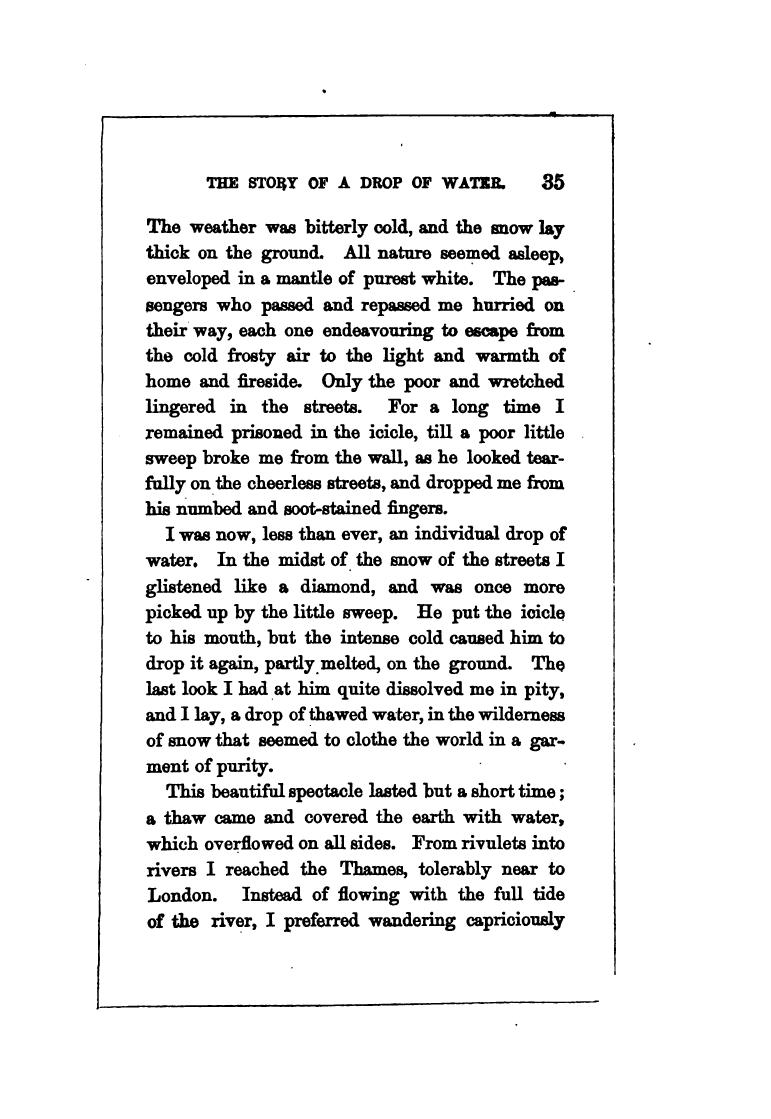 THE STORY OF A DROP OF WATER. 35
The weather was bitterly cold, and the snow lay
thick on the ground. All nature seemed asleep,
enveloped in a mantle of purest white. The pas-
sengers who passed and repassed me hurried on
their way, each one endeavouring to escape from
the cold frosty air to the light and warmth of
home and fireside. Only the poor and wretched
lingered in the streets. For a long time I
remained prisoned in the icicle, till a poor little
sweep broke me from the wall, as he looked tear-
fully on the cheerless streets, and dropped me from
his numbed and soot-stained fingers.
I was now, less than ever, an individual drop of
water. In the midst of the snow of the streets I
glistened like a diamond, and was once more
picked up by the little sweep. He put the icicle
to his mouth, but the intense cold caused him to
drop it again, partly melted, on the ground. The
last look I had at him quite dissolved me in pity,
and I lay, a drop of thawed water, in the wilderness
of snow that seemed to clothe the world in a gar-
ment of purity.
This beautiful spectacle lasted but a short time;
a thaw came and covered the earth with water,
which overflowed on all sides. From rivulets into
rivers I reached the Thames, tolerably near to
London. Instead of flowing with the full tide
of the river, I preferred wandering capriciously